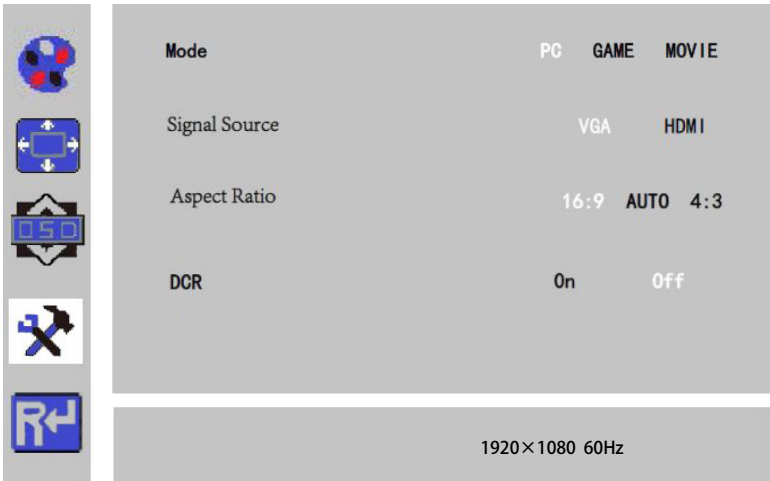 Mode PC GAME MOVIE
Signal Source VGA HDMI
Aspect Ratio 16:9 AUTO 4:3
OSD
DCR On Off
R
1920×1080 60Hz